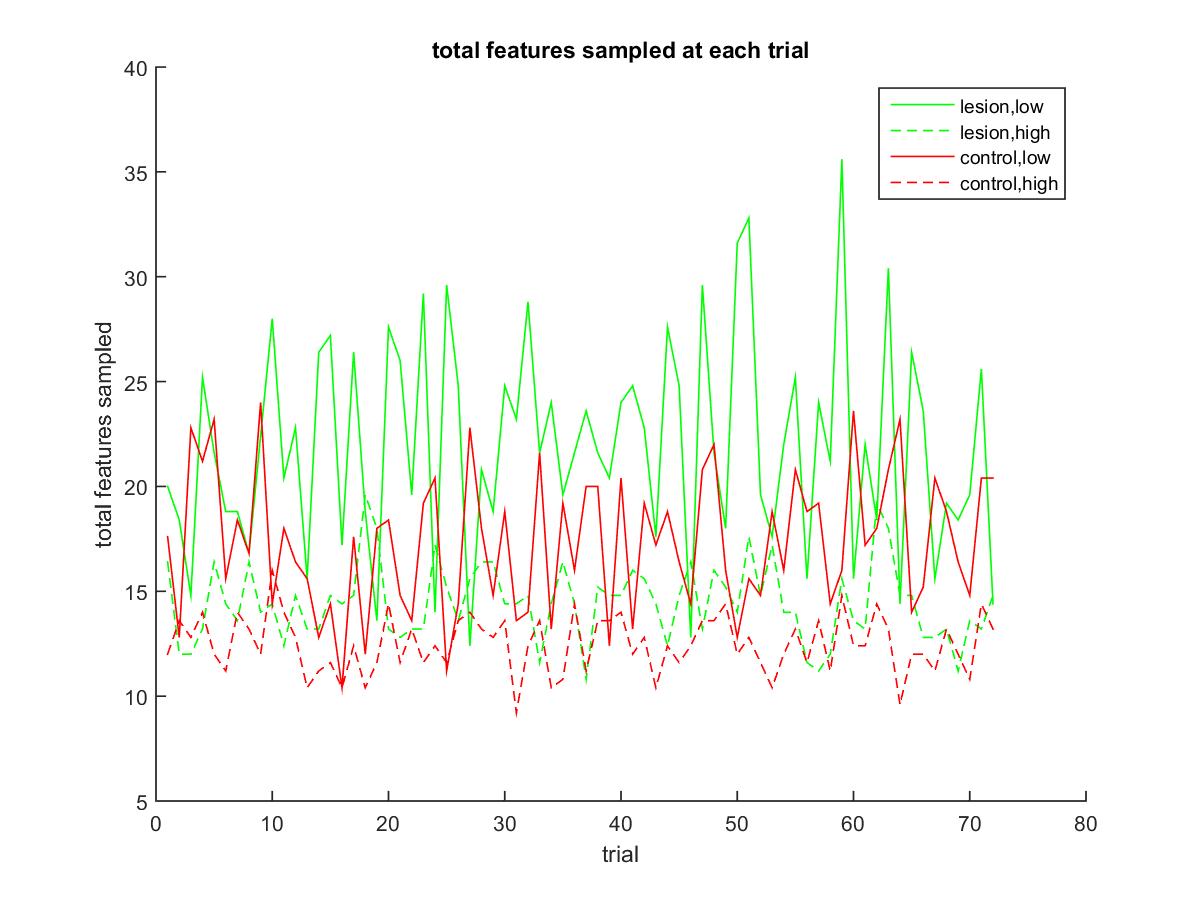 total features sampled at each trial
40
35
30
25
20
15
10
5
total features sampled
lesion,low
lesion,high
control,low
control,high
0 10 20 30 40 50 60 70 80
trial